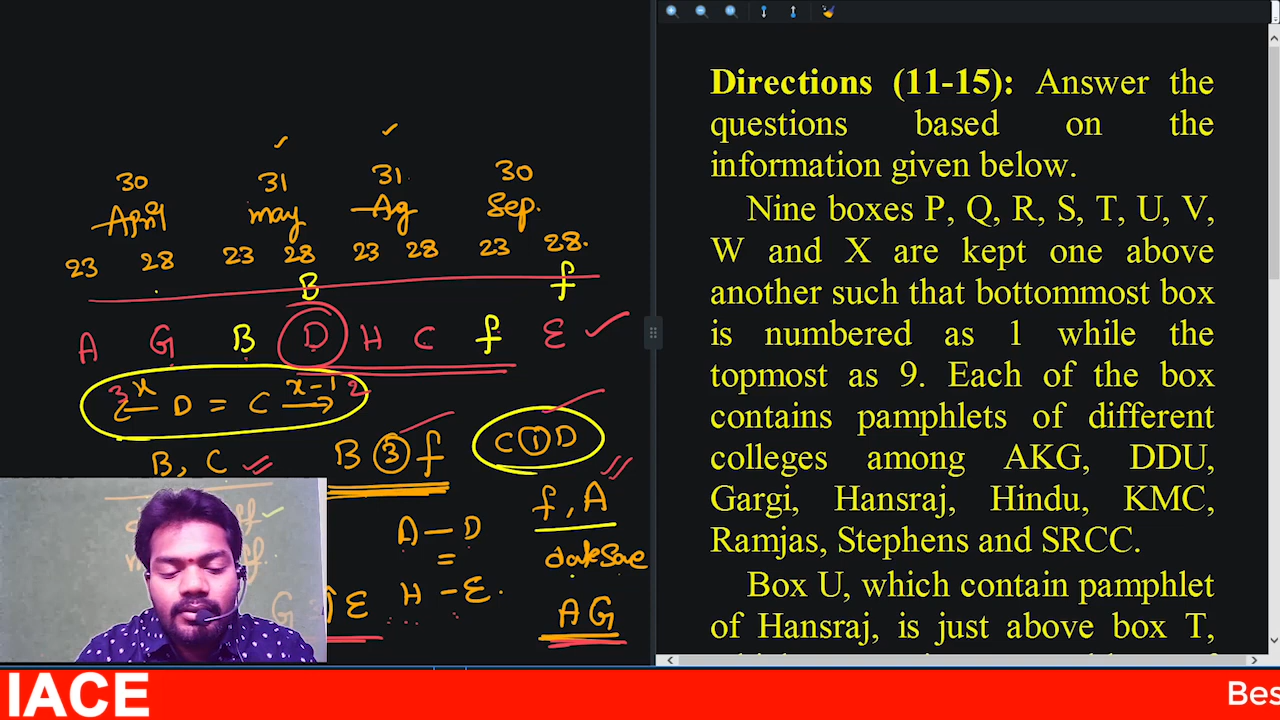 30 31 31 30
April May Ag Sep.
23 28 23 28 23 28 23 28.
B f
A G B D H C f E
3 x D = C x-1 2
B, C B 3 f C 1 D
f, A
A - D
= date same
H - E.
G E A G
Directions (11-15): Answer the
questions based on the
information given below.
Nine boxes P, Q, R, S, T, U, V,
W and X are kept one above
another such that bottommost box
is numbered as 1 while the
topmost as 9. Each of the box
contains pamphlets of different
colleges among AKG, DDU,
Gargi, Hansraj, Hindu, KMC,
Ramjas, Stephens and SRCC.
Box U, which contain pamphlet
of Hansraj, is just above box T,
IACE
Bes